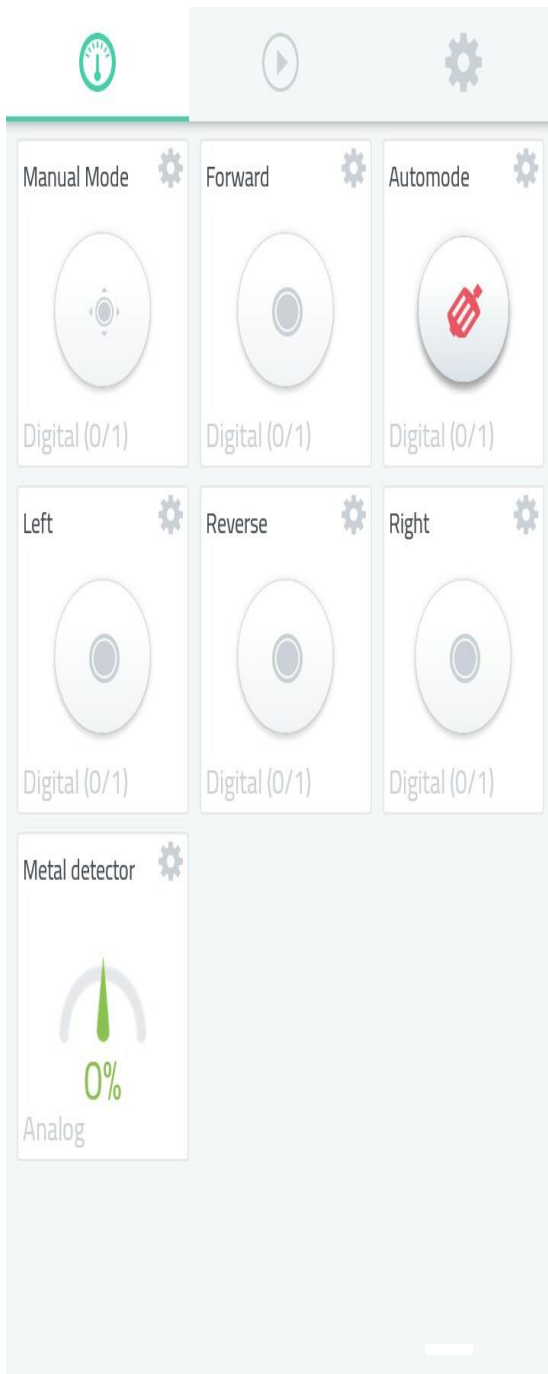 Manual Mode
Forward
Automode
Digital (0/1)
Digital (0/1)
Digital (0/1)
Left
Reverse
Right
Digital (0/1)
Digital (0/1)
Digital (0/1)
Metal detector
0%
Analog